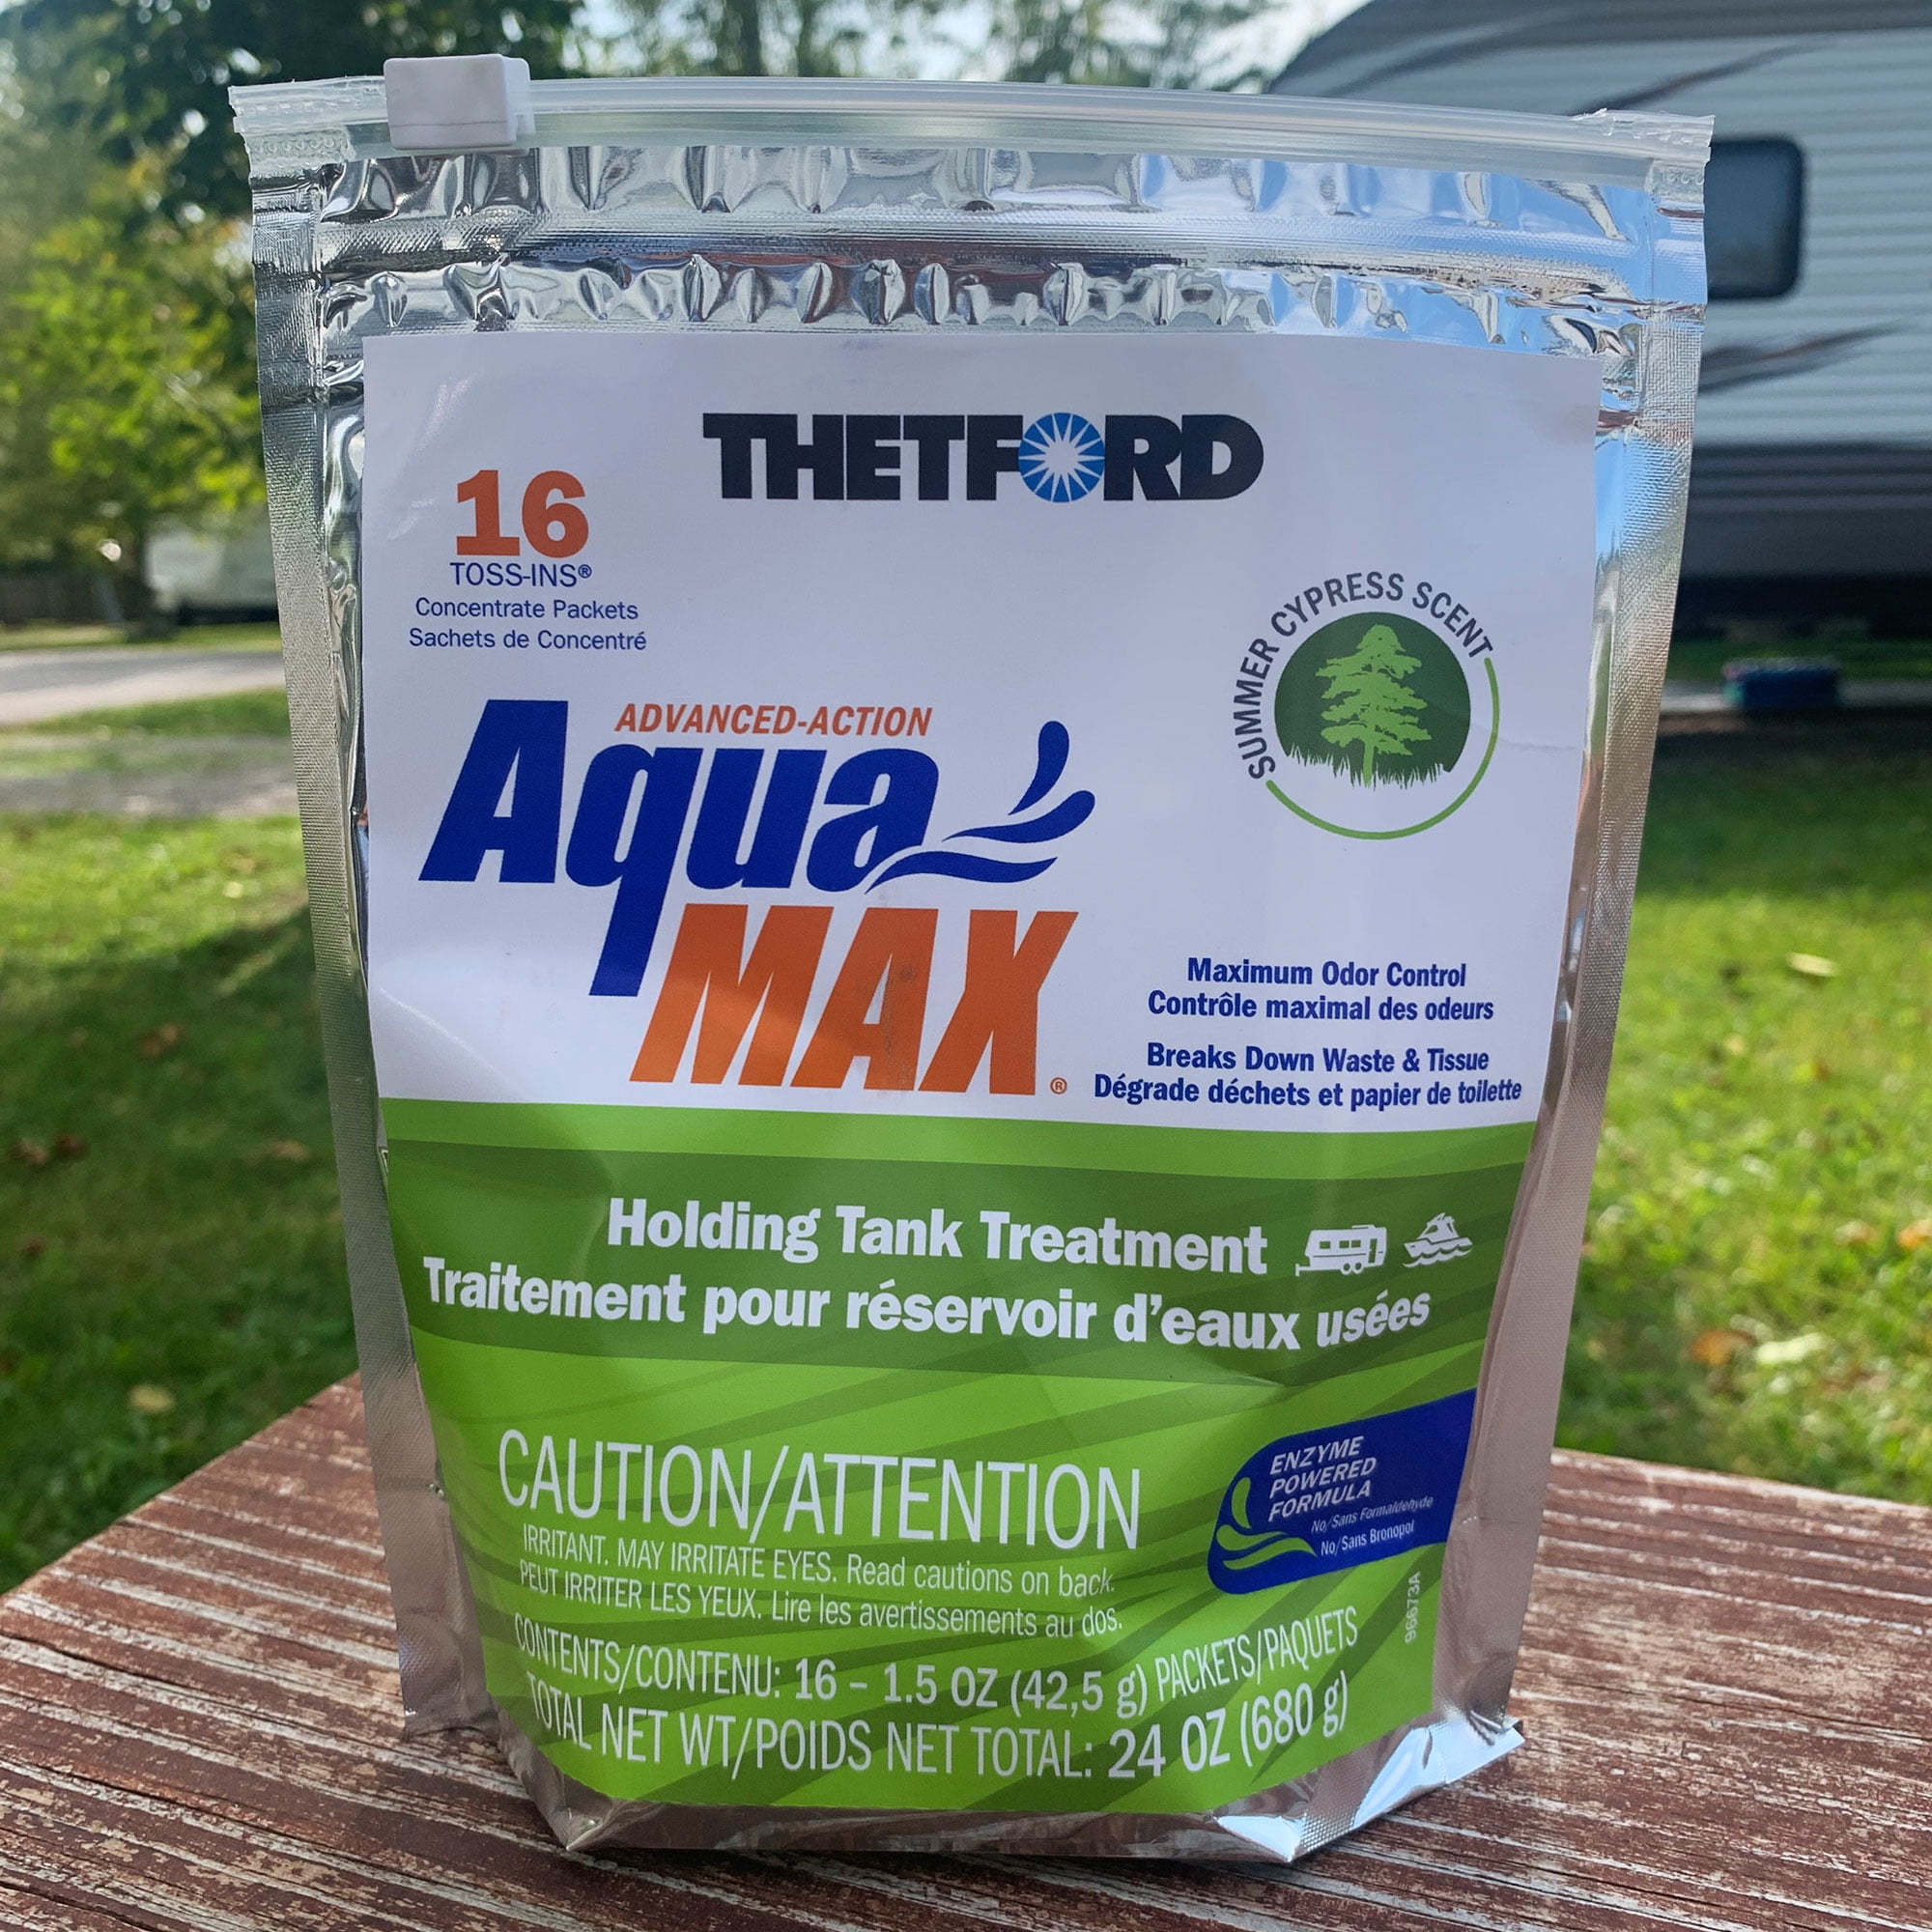 THETFORD
16
TOSS-INS®
Concentrate Packets
Sachets de Concentré
SUMMER CYPRESS SCENT
ADVANCED-ACTION
Aqua
MAX®
Maximum Odor Control
Contrôle maximal des odeurs
Breaks Down Waste & Tissue
Dégrade déchets et papier de toilette
Holding Tank Treatment
Traitement pour réservoir d'eaux usées
CAUTION/ATTENTION
IRRITANT. MAY IRRITATE EYES. Read cautions on back.
PEUT IRRITER LES YEUX. Lire les avertissements au dos.
ENZYME
POWERED
FORMULA
No/Sans Formaldehyde
No/Sans Bronopol
96673A
CONTENTS/CONTENU: 16 – 1.5 OZ (42,5 g) PACKETS/PAQUETS
TOTAL NET WT/POIDS NET TOTAL: 24 OZ (680 g)